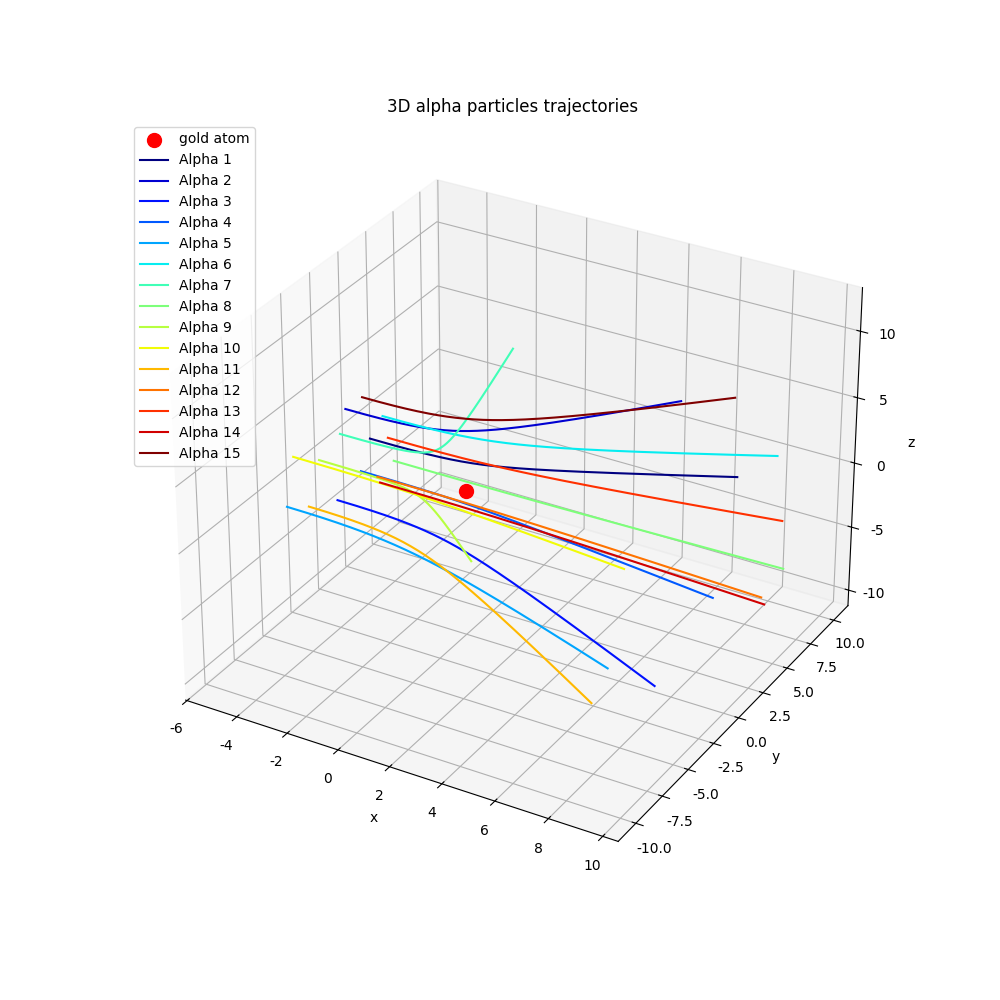 3D alpha particles trajectories
gold atom
Alpha 1
Alpha 2
Alpha 3
Alpha 4
Alpha 5
Alpha 6
Alpha 7
Alpha 8
Alpha 9
Alpha 10
Alpha 11
Alpha 12
Alpha 13
Alpha 14
Alpha 15
10
5
z
0
-5
-10
10.0
7.5
5.0
2.5
0.0
y
-2.5
-5.0
-7.5
-10.0
-6
-4
-2
0
2
x
4
6
8
10